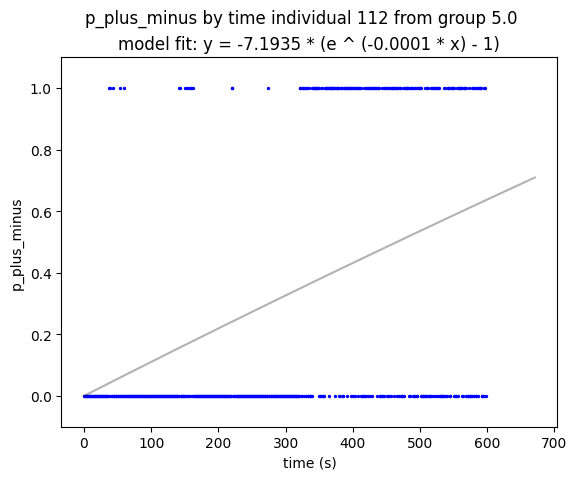 p_plus_minus by time individual 112 from group 5.0
model fit: y = -7.1935 * (e ^ (-0.0001 * x) - 1)
1.0
0.8
0.6
0.4
0.2
0.0
p_plus_minus
0 100 200 300 400 500 600 700
time (s)